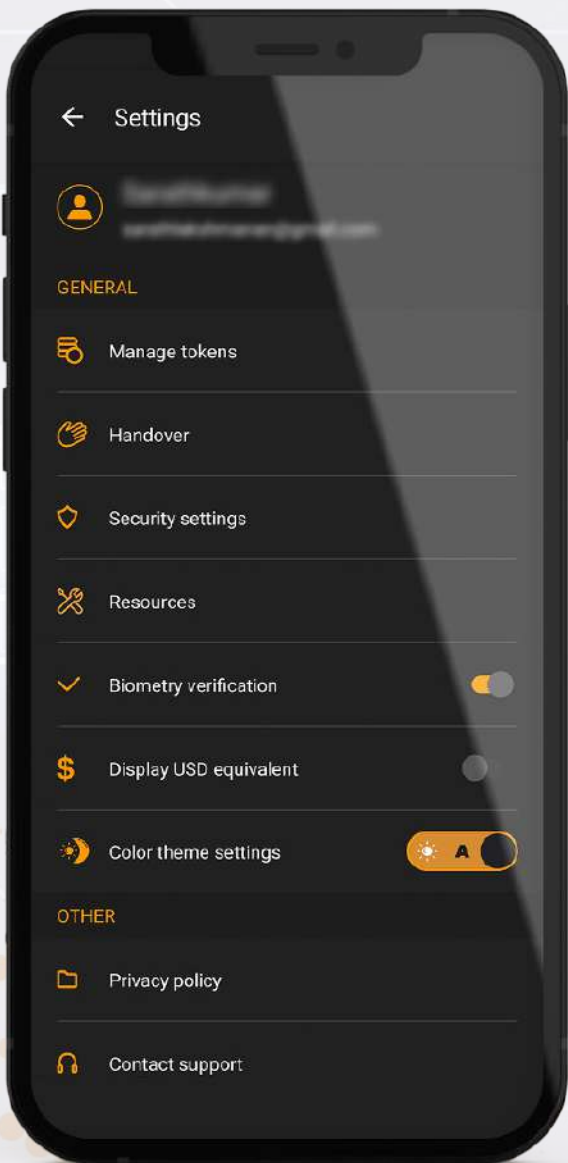 Settings
GENERAL
Manage tokens
Handover
Security settings
Resources
Biometry verification
$ Display USD equivalent
Color theme settings A
OTHER
Privacy policy
Contact support